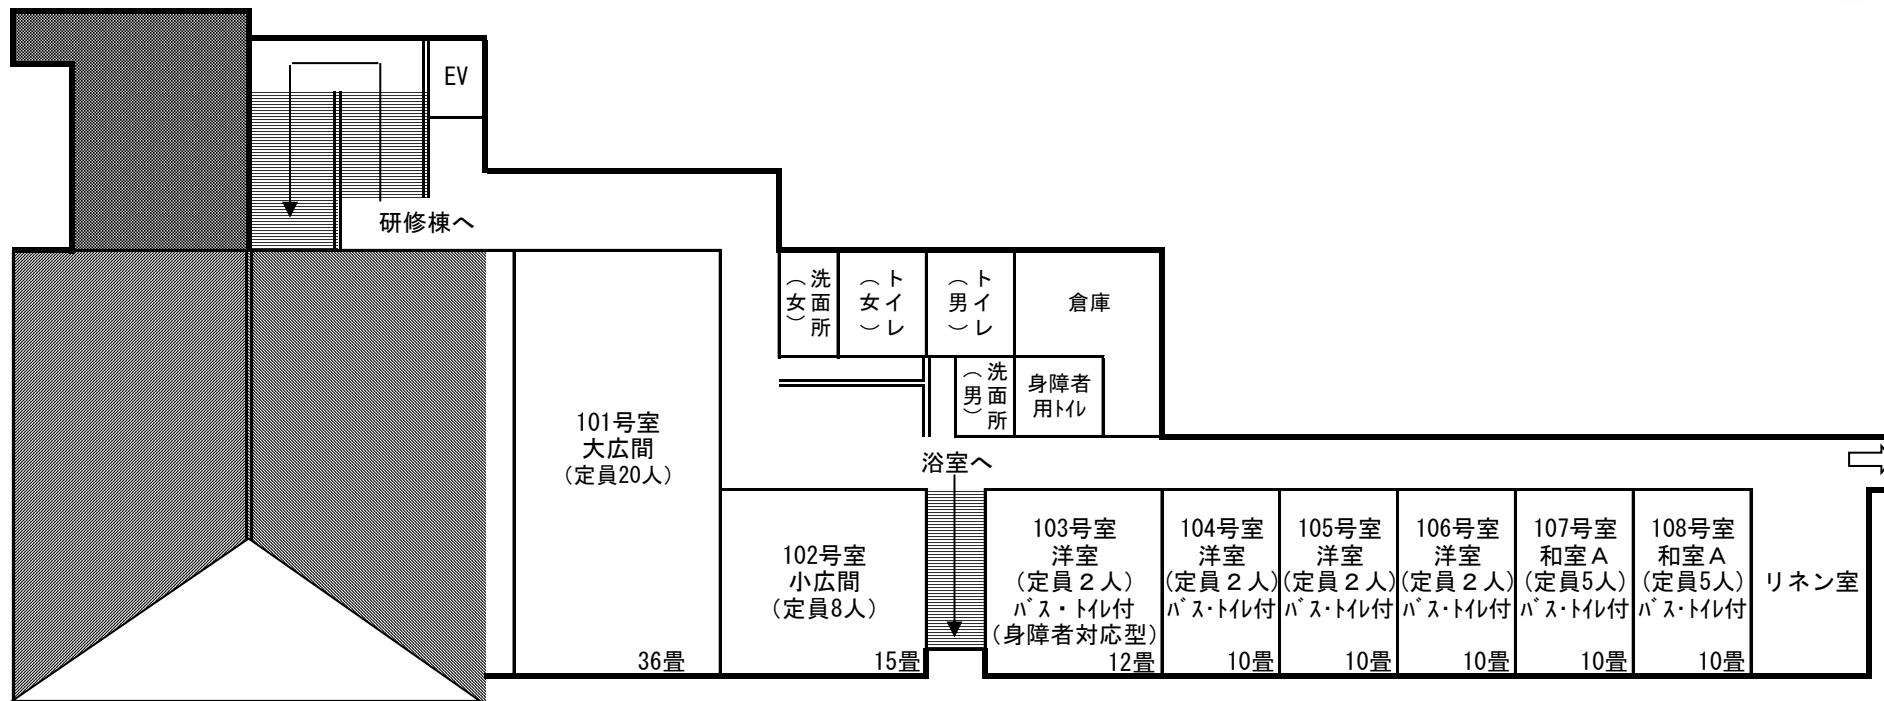 EV
研修棟へ
洗面所
（女）
トイレ
（女）
トイレ
（男）
倉庫
洗面所
（男）
身障者
用ﾄｲﾚ
101号室
大広間
（定員20人）
36畳
浴室へ
102号室
小広間
（定員8人）
15畳
103号室
洋室
（定員２人）
ﾊﾞｽ・ﾄｲﾚ付
（身障者対応型）
12畳
104号室
洋室
(定員２人)
ﾊﾞｽ・ﾄｲﾚ付
10畳
105号室
洋室
(定員２人)
ﾊﾞｽ・ﾄｲﾚ付
10畳
106号室
洋室
(定員２人)
ﾊﾞｽ・ﾄｲﾚ付
10畳
107号室
和室Ａ
(定員5人)
ﾊﾞｽ・ﾄｲﾚ付
10畳
108号室
和室Ａ
(定員5人)
ﾊﾞｽ・ﾄｲﾚ付
10畳
リネン室